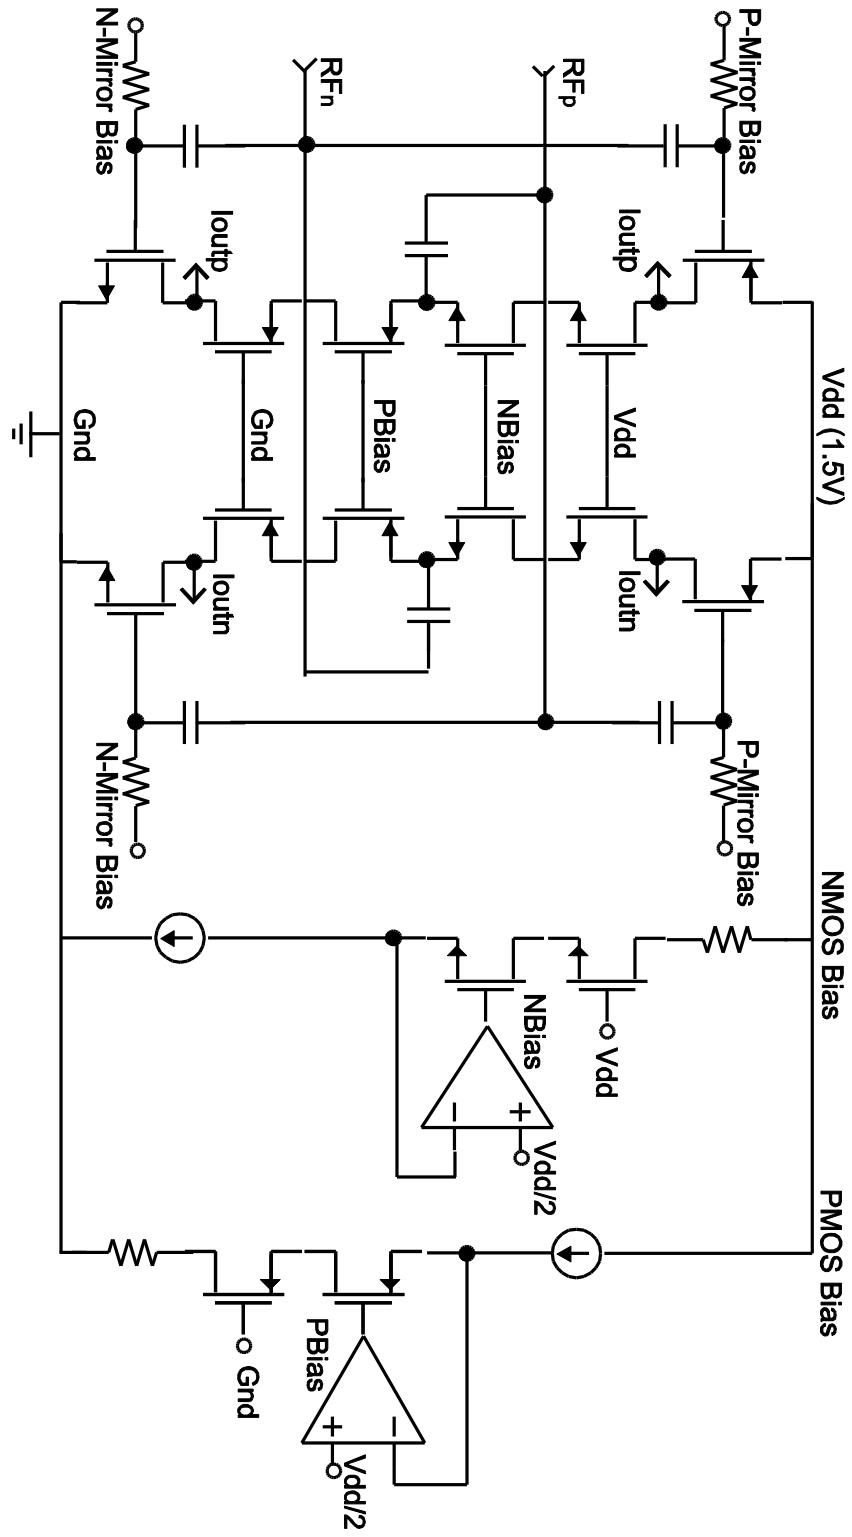 Vdd (1.5V)
NMOS Bias
PMOS Bias
P-Mirror Bias
P-Mirror Bias
Ioutp
Vdd
Ioutn
Vdd
RFp
NBias
NBias
+
−
Vdd/2
PBias
RFn
PBias
−
+
Vdd/2
Gnd
Gnd
Ioutp
Ioutn
N-Mirror Bias
N-Mirror Bias
Gnd